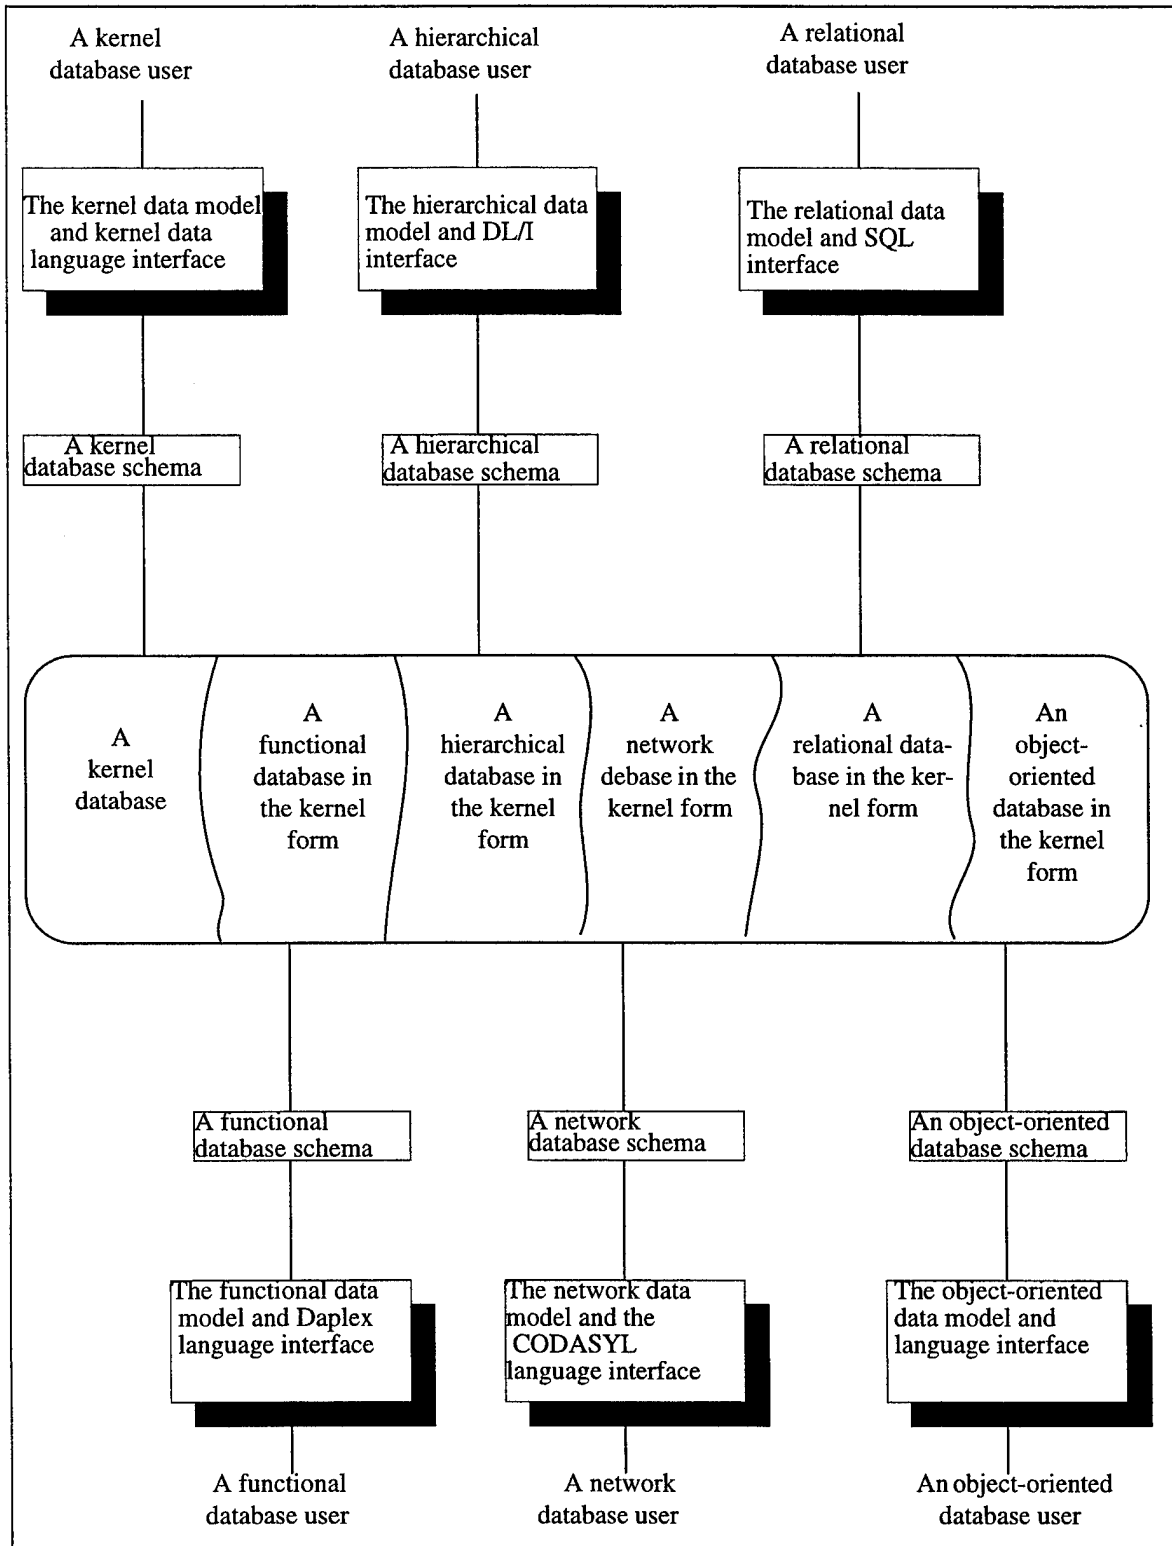 A kernel
database user
A hierarchical
database user
A relational
database user
The kernel data model
and kernel data
language interface
The hierarchical data
model and DL/I
interface
The relational data
model and SQL
interface
A kernel
database schema
A hierarchical
database schema
A relational
database schema
A
kernel
database
A
functional
database in
the kernel
form
A
hierarchical
database in
the kernel
form
A
network
debase in the
kernel form
A
relational data-
base in the ker-
nel form
An
object-
oriented
database in
the kernel
form
A functional
database schema
A network
database schema
An object-oriented
database schema
The functional data
model and Daplex
language interface
The network data
model and the
CODASYL
language interface
The object-oriented
data model and
language interface
A functional
database user
A network
database user
An object-oriented
database user